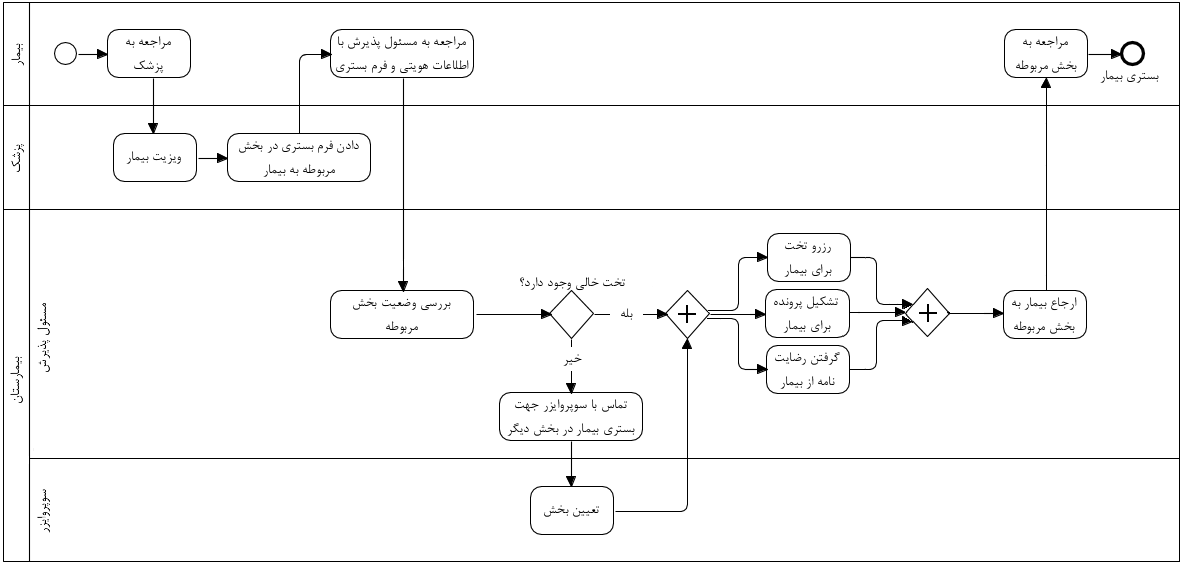 بیمار
مراجعه به
پزشک
مراجعه به مسئول پذیرش با
اطلاعات هویتی و فرم بستری
مراجعه به
بخش مربوطه
بستری بیمار
پزشک
ویزیت بیمار
دادن فرم بستری در بخش
مربوطه به بیمار
بیمارستان
مسئول پذیرش
بررسی وضعیت بخش
مربوطه
تخت خالی وجود دارد؟
بله
خیر
رزرو تخت
برای بیمار
تشکیل پرونده
برای بیمار
گرفتن رضایت
نامه از بیمار
ارجاع بیمار به
بخش مربوطه
تماس با سوپروایزر جهت
بستری بیمار در بخش دیگر
سوپروایزر
تعیین بخش